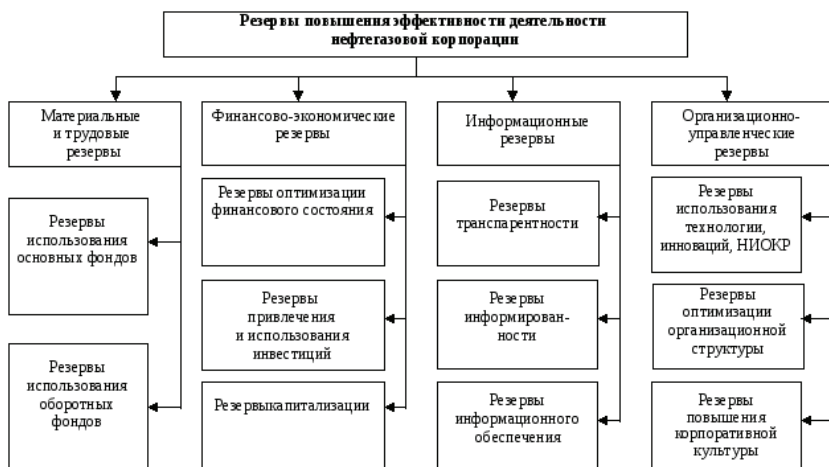 Резервы повышения эффективности деятельности
нефтегазовой корпорации
Материальные
и трудовые
резервы
Финансово-экономические
резервы
Информационные
резервы
Организационно-
управленческие
резервы
Резервы
использования
основных фондов
Резервы
использования
оборотных
фондов
Резервы оптимизации
финансового состояния
Резервы
привлечения
и использования
инвестиций
Резервыкапитализации
Резервы
транспарентности
Резервы
информирован-
ности
Резервы
информационного
обеспечения
Резервы
использования
технологии,
инноваций, НИОКР
Резервы
оптимизации
организационной
структуры
Резервы
повышения
корпоративной
культуры